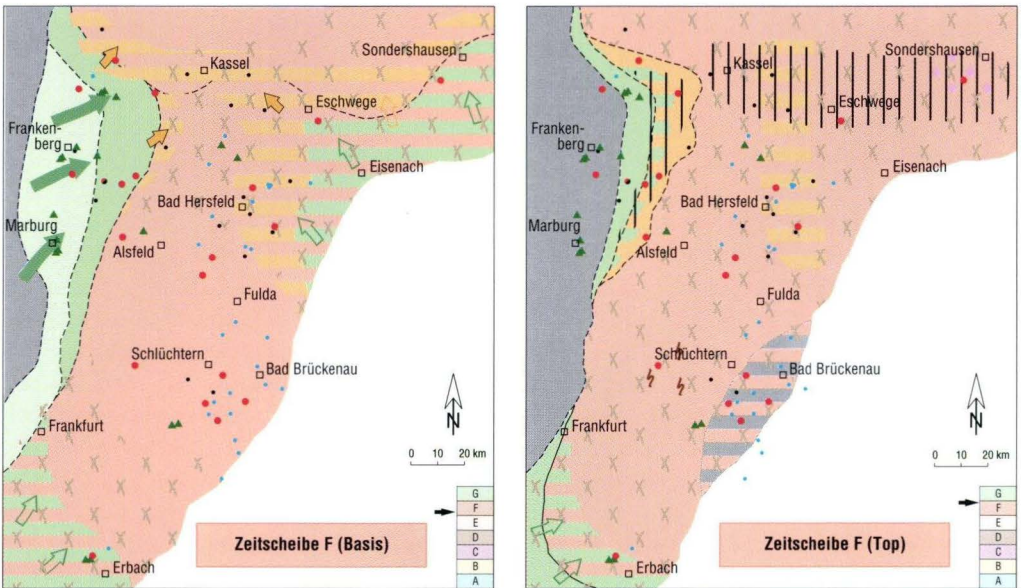 Sondershausen
Kassel
Eschwege
Franken-
berg
Eisenach
Bad Hersfeld
Marburg
Alsfeld
Fulda
Schlüchtern
Bad Brückenau
Frankfurt
N
0 10 20 km
G
F
E
D
C
B
A
Zeitscheibe F (Basis)
Erbach
Sondershausen
Kassel
Eschwege
Franken-
berg
Eisenach
Bad Hersfeld
Marburg
Alsfeld
Fulda
Schlüchtern
Bad Brückenau
Frankfurt
N
0 10 20 km
G
F
E
D
C
B
A
Zeitscheibe F (Top)
Erbach